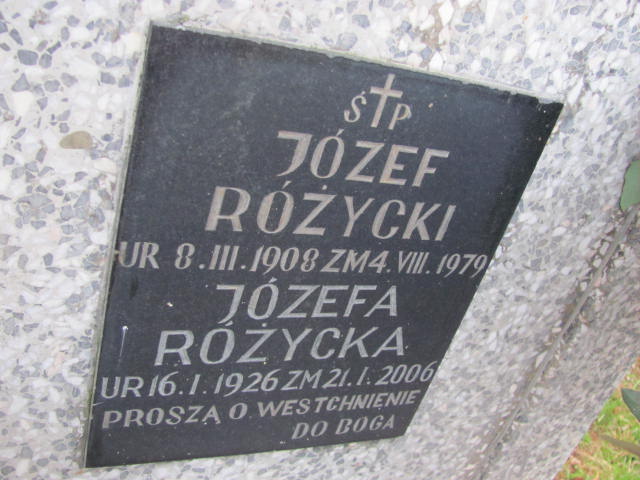 Ś P
JÓZEF
RÓŻYCKI
UR 8.III.1908 ZM 4.VIII.1979
JÓZEFA
RÓŻYCKA
UR 16.I.1926 ZM 21.I.2006
PROSZĄ O WESTCHNIENIE
DO BOGA